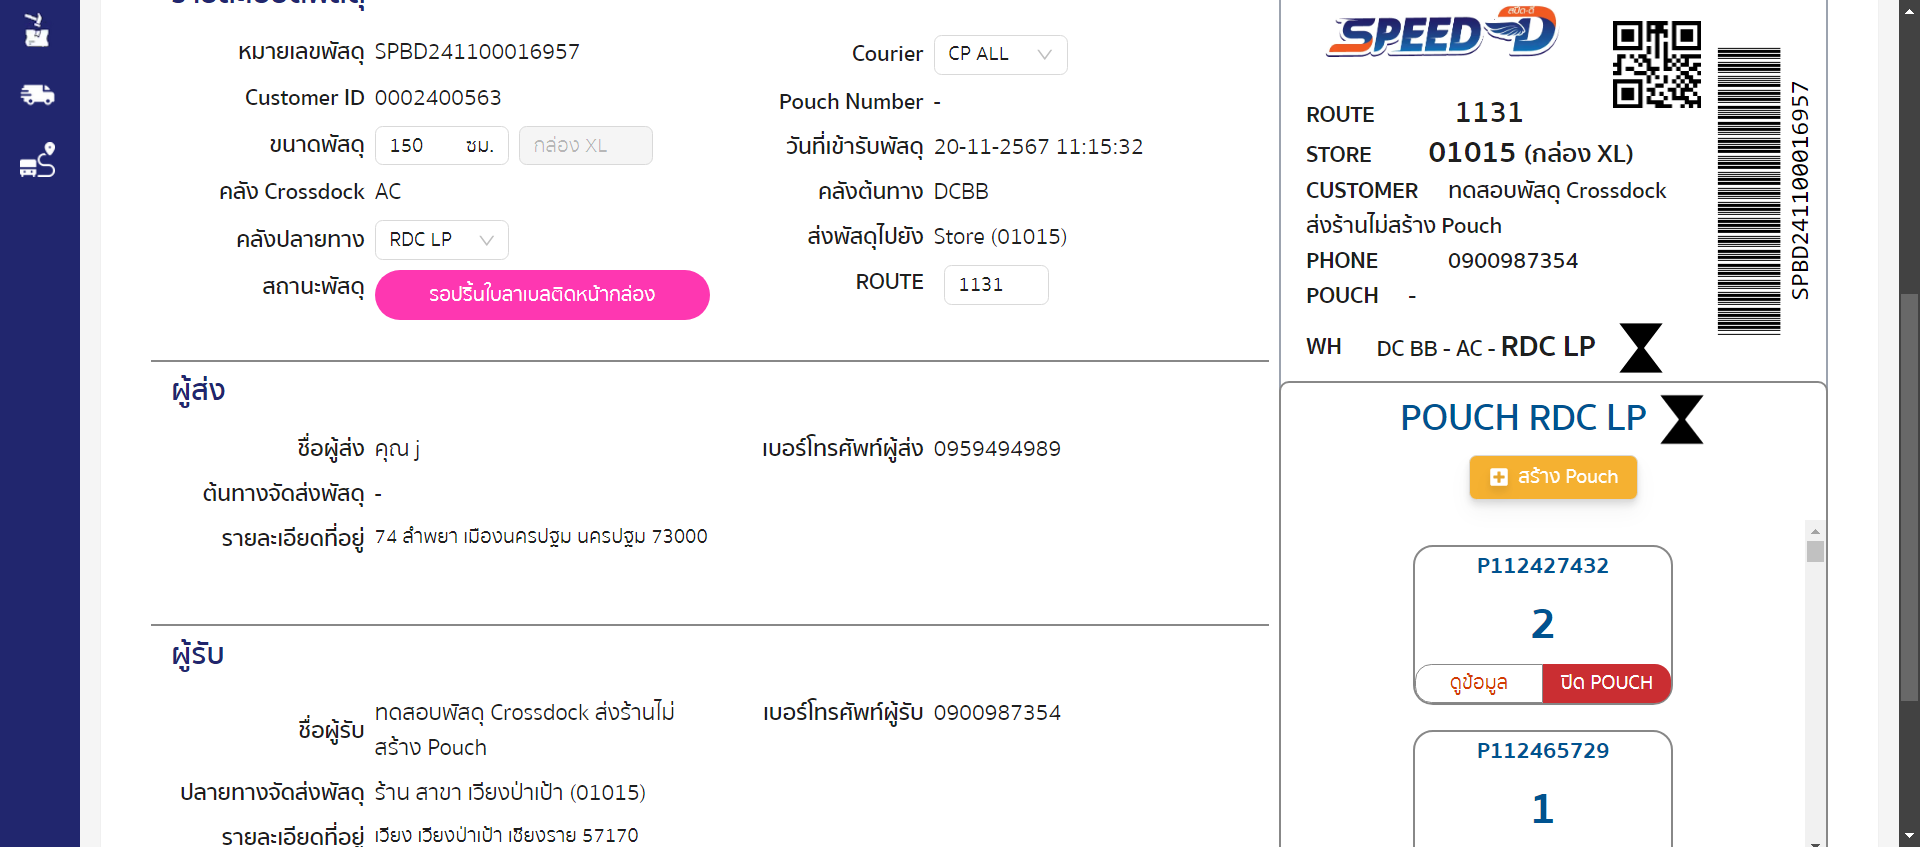 รายละเอียดพัสดุ
หมายเลขพัสดุ SPBD241100016957
Customer ID 0002400563
ขนาดพัสดุ 150 ซม. กล่อง XL
คลัง Crossdock AC
คลังปลายทาง RDC LP
สถานะพัสดุ รอปริ้นใบลาเบลติดหน้ากล่อง
Courier CP ALL
Pouch Number -
วันที่เข้ารับพัสดุ 20-11-2567 11:15:32
คลังต้นทาง DCBB
ส่งพัสดุไปยัง Store (01015)
ROUTE 1131
ผู้ส่ง
ชื่อผู้ส่ง คุณ j
เบอร์โทรศัพท์ผู้ส่ง 0959494989
ต้นทางจัดส่งพัสดุ -
รายละเอียดที่อยู่ 74 ลำพยา เมืองนครปฐม นครปฐม 73000
ผู้รับ
ชื่อผู้รับ ทดสอบพัสดุ Crossdock ส่งร้านไม่
สร้าง Pouch
เบอร์โทรศัพท์ผู้รับ 0900987354
ปลายทางจัดส่งพัสดุ ร้าน สาขา เวียงป่าเป้า (01015)
รายละเอียดที่อยู่ เวียง เวียงป่าเป้า เชียงราย 57170
สปีด-ดี
SPEED-D
ROUTE 1131
STORE 01015 (กล่อง XL)
CUSTOMER ทดสอบพัสดุ Crossdock
ส่งร้านไม่สร้าง Pouch
PHONE 0900987354
POUCH -
WH DC BB - AC - RDC LP
SPBD241100016957
POUCH RDC LP
สร้าง Pouch
P112427432
2
ดูข้อมูล ปิด POUCH
P112465729
1